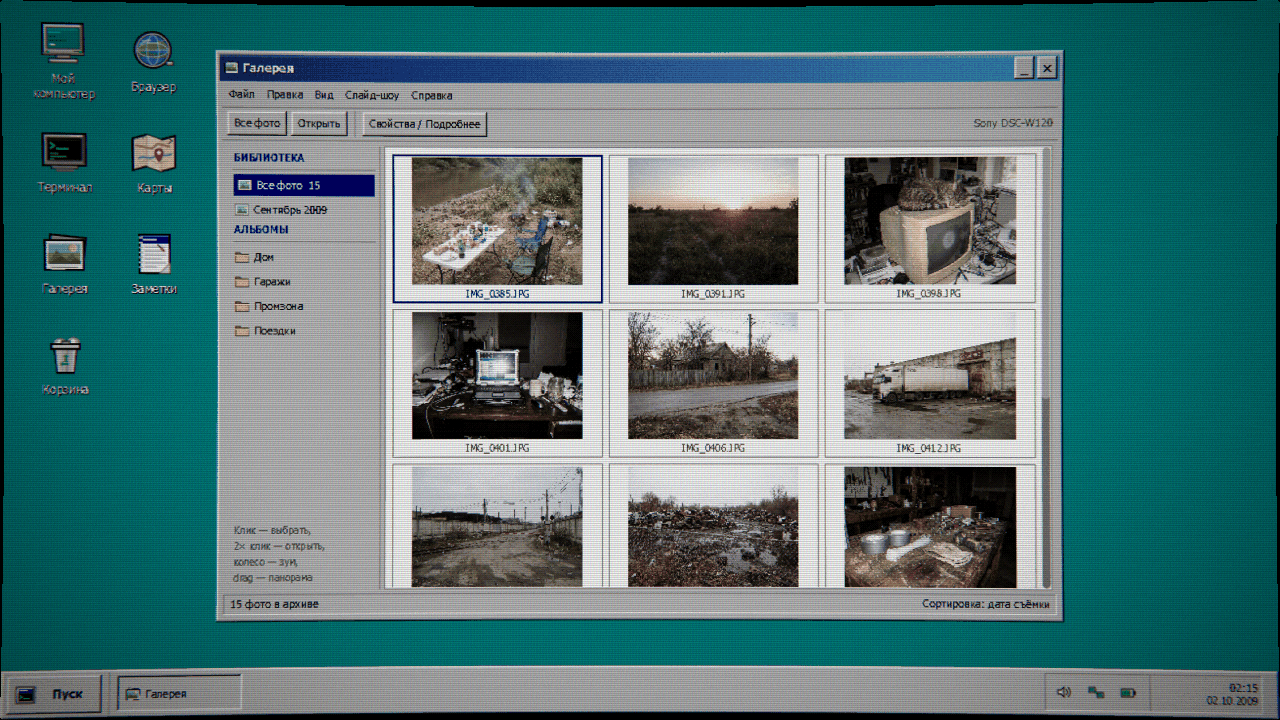 Мой
компьютер
Браузер
Терминал
Карты
Галерея
Заметки
Корзина
Галерея
Файл Правка Вид Слайд-шоу Справка
Все фото Открыть Свойства / Подробнее Sony DSC-W120
БИБЛИОТЕКА
Все фото 15
Сентябрь 2009
АЛЬБОМЫ
Дом
Гаражи
Промзона
Поездки
Клик — выбрать,
2× клик — открыть,
колесо — зум,
drag — панорама
IMG_0385.JPG IMG_0391.JPG IMG_0398.JPG
IMG_0401.JPG IMG_0406.JPG IMG_0412.JPG
15 фото в архиве Сортировка: дата съёмки
Пуск Галерея 02:15
02.10.2009